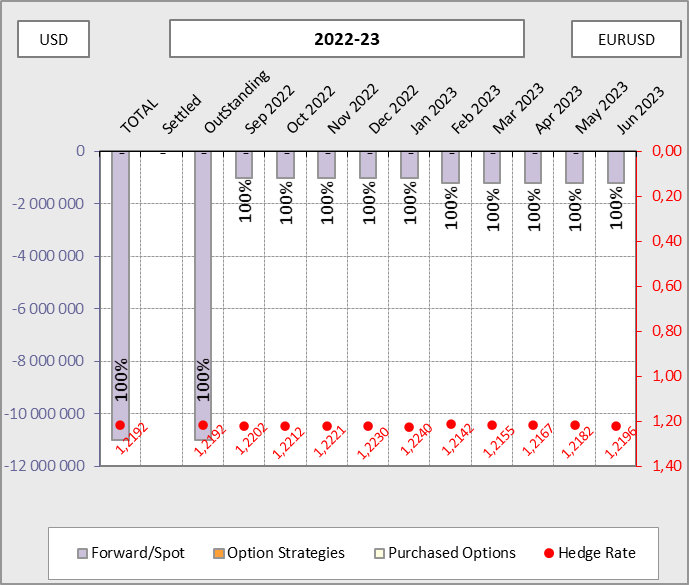 USD
2022-23
EURUSD
TOTAL
Settled
OutStanding
Sep 2022
Oct 2022
Nov 2022
Dec 2022
Jan 2023
Feb 2023
Mar 2023
Apr 2023
May 2023
Jun 2023
0
-2 000 000
-4 000 000
-6 000 000
-8 000 000
-10 000 000
-12 000 000
100%
100%
100%
100%
100%
100%
100%
100%
100%
100%
100%
100%
1,2192
1,2192
1,2202
1,2212
1,2221
1,2230
1,2240
1,2142
1,2155
1,2167
1,2182
1,2196
0,00
0,20
0,40
0,60
0,80
1,00
1,20
1,40
Forward/Spot
Option Strategies
Purchased Options
Hedge Rate